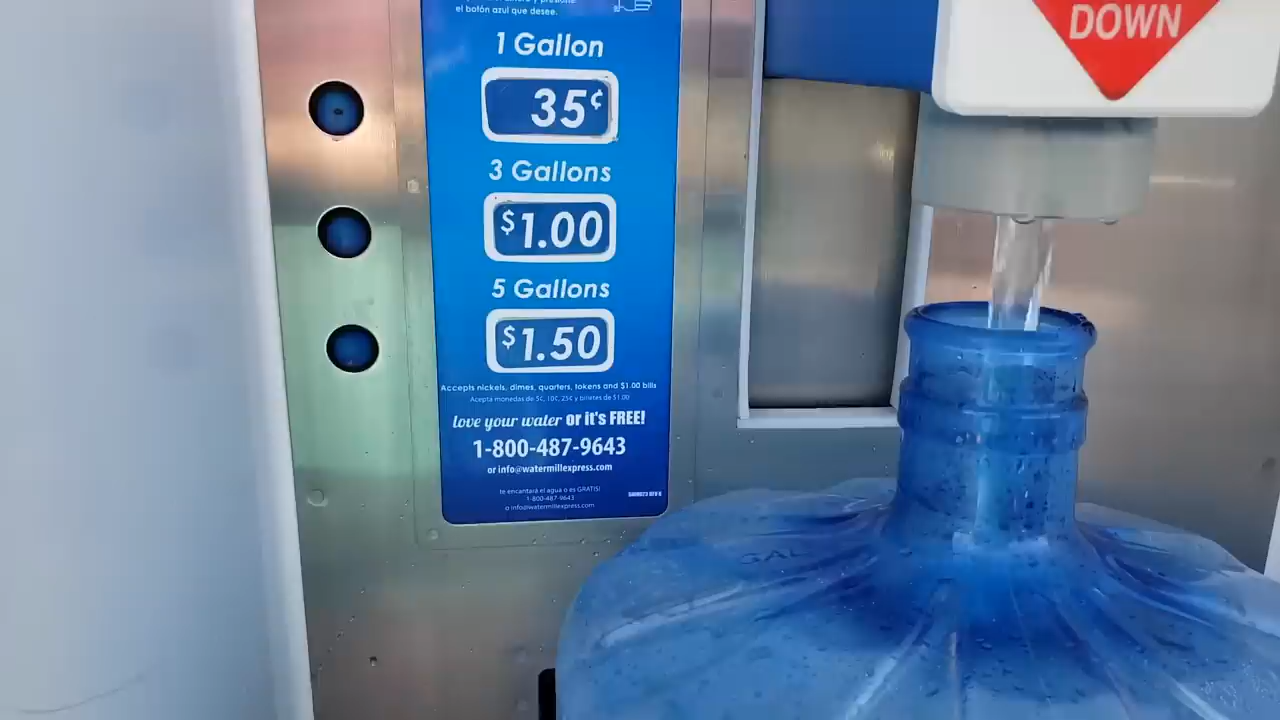 el botón azul que desee.
1 Gallon
35¢
3 Gallons
$1.00
5 Gallons
$1.50
Accepts nickels, dimes, quarters, tokens and $1.00 bills
Acepta monedas de 5¢, 10¢, 25¢ y billetes de $1.00
love your water or it's FREE!
1-800-487-9643
or info@watermillexpress.com
te encantará el agua o es GRATIS!
1-800-487-9643
o info@watermillexpress.com
DOWN
GAL